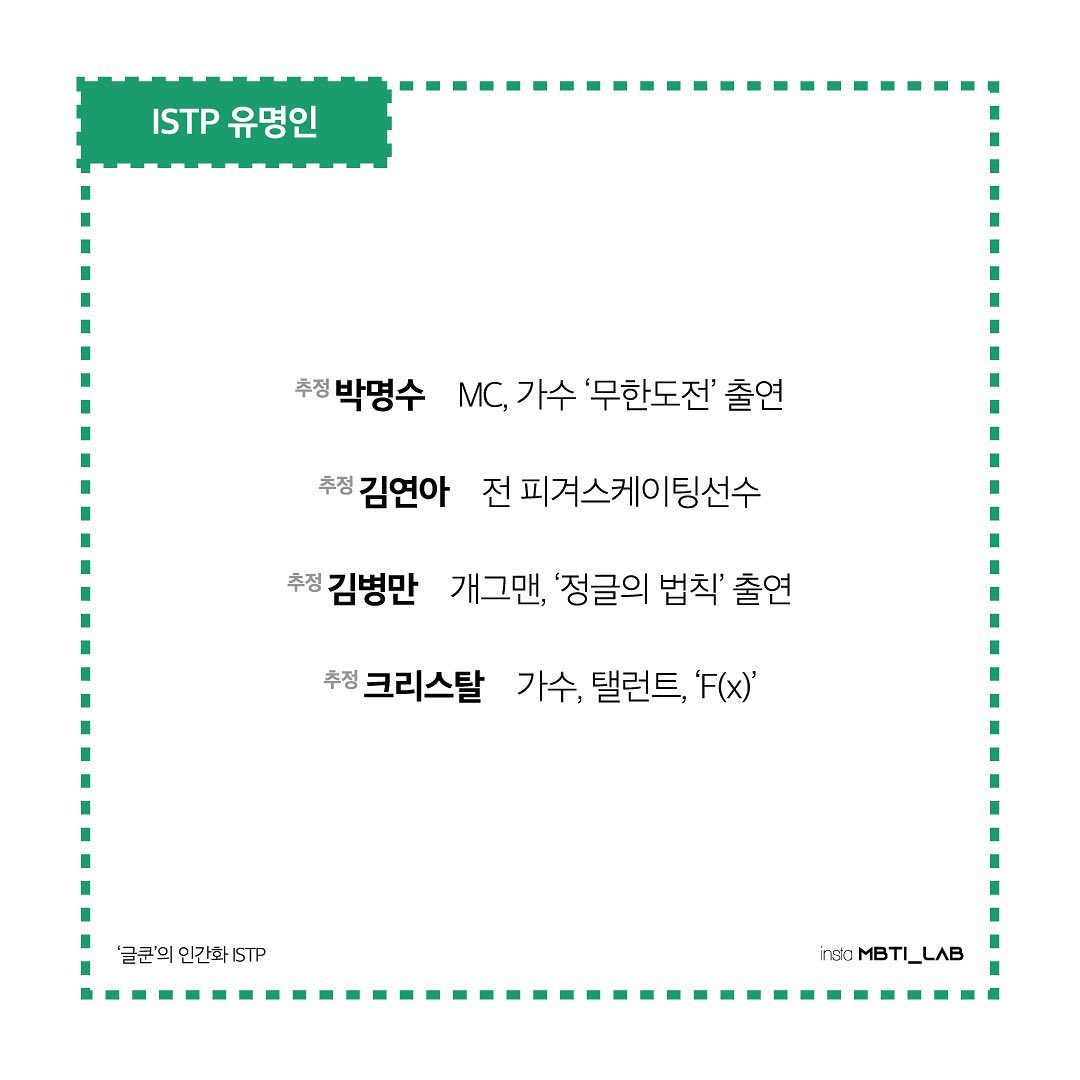 ISTP 유명인
추정 박명수 MC, 가수 ‘무한도전’ 출연
추정 김연아 전 피겨스케이팅선수
추정 김병만 개그맨, ‘정글의 법칙’ 출연
추정 크리스탈 가수, 탤런트, ‘F(x)’
‘글쿤’의 인간화 ISTP
insta MBTI_LAB